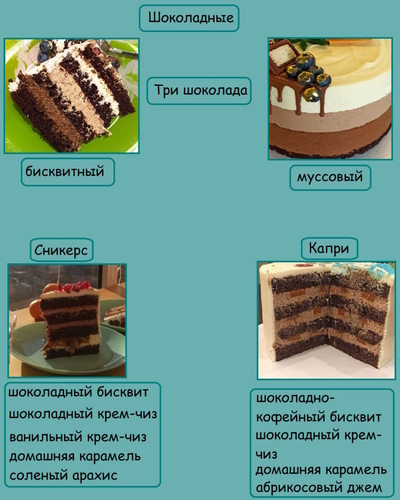 Шоколадные
Три шоколада
бисквитный
муссовый
Сникерс
шоколадный бисквит
шоколадный крем-чиз
ванильный крем-чиз
домашняя карамель
соленый арахис
Капри
шоколадно-
кофейный бисквит
шоколадный крем-
чиз
домашняя карамель
абрикосовый джем